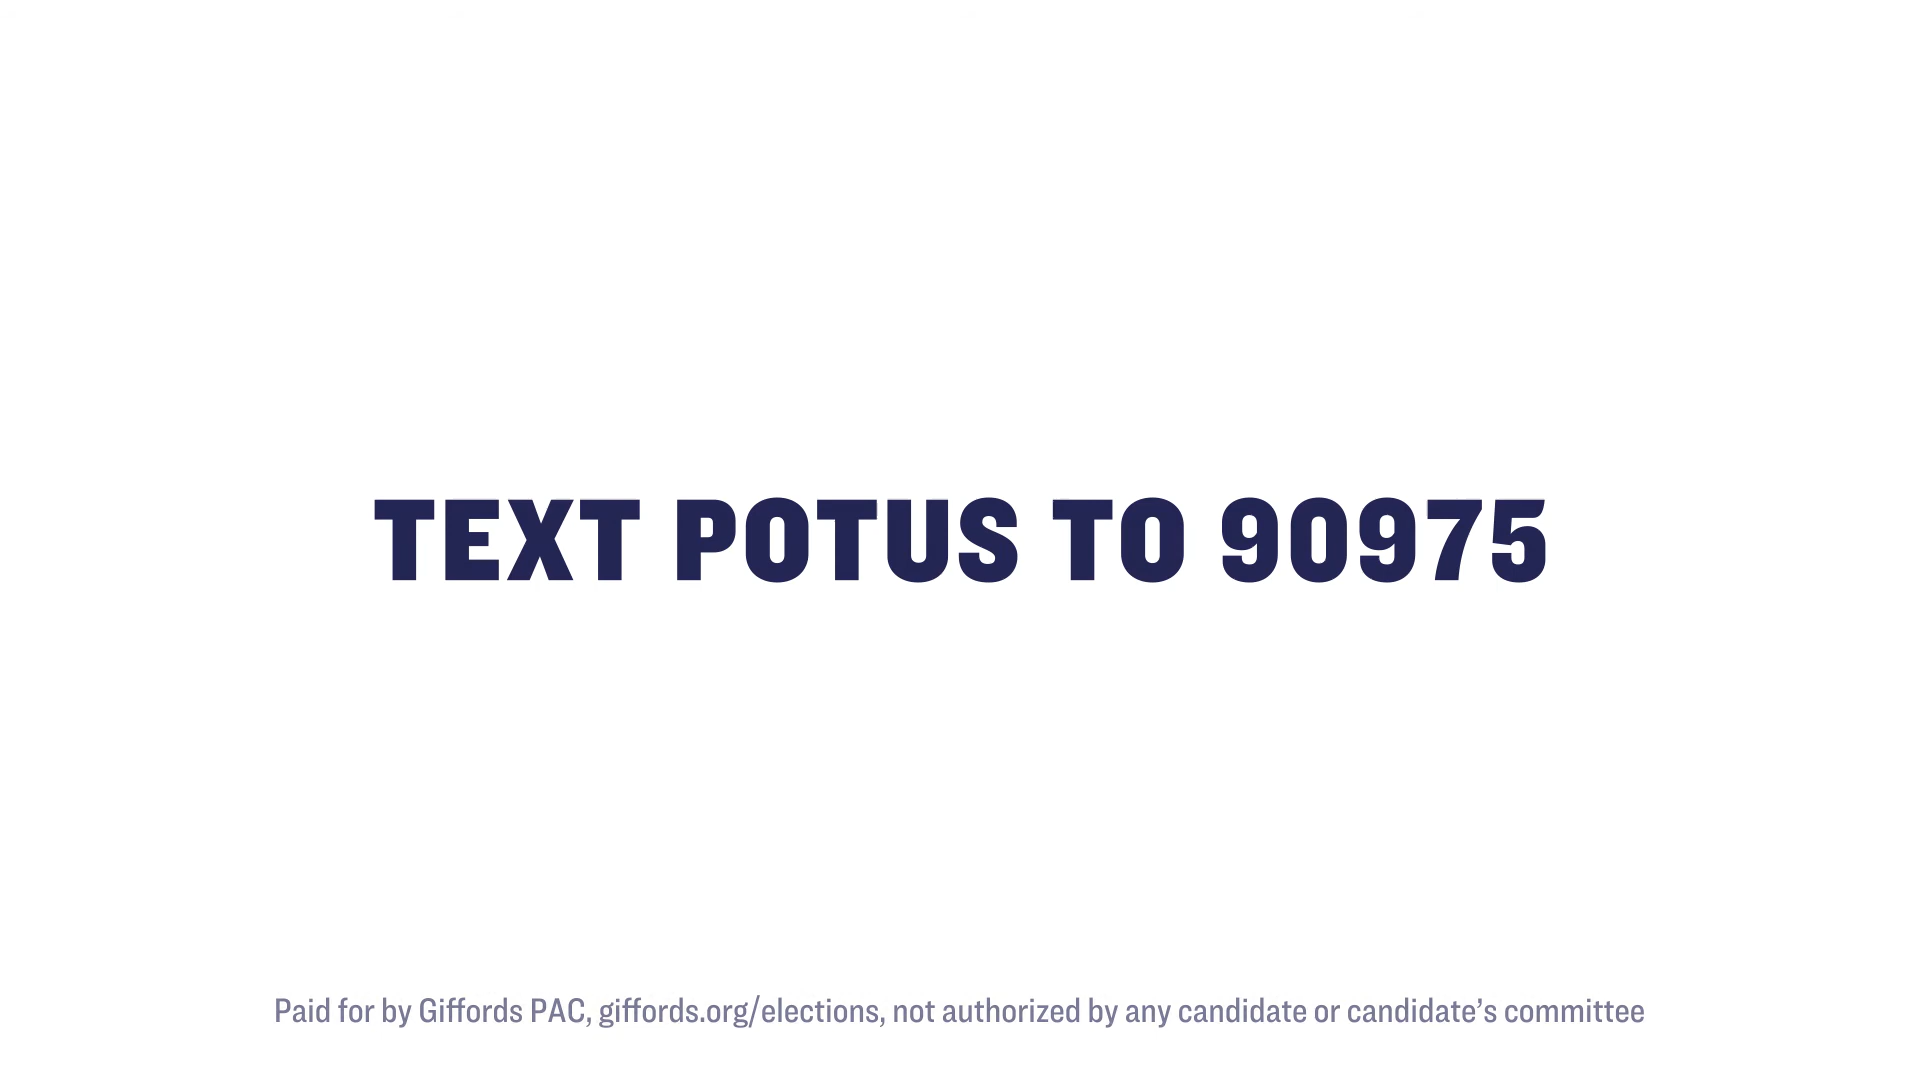 TEXT POTUS TO 90975
Paid for by Giffords PAC, giffords.org/elections, not authorized by any candidate or candidate’s committee